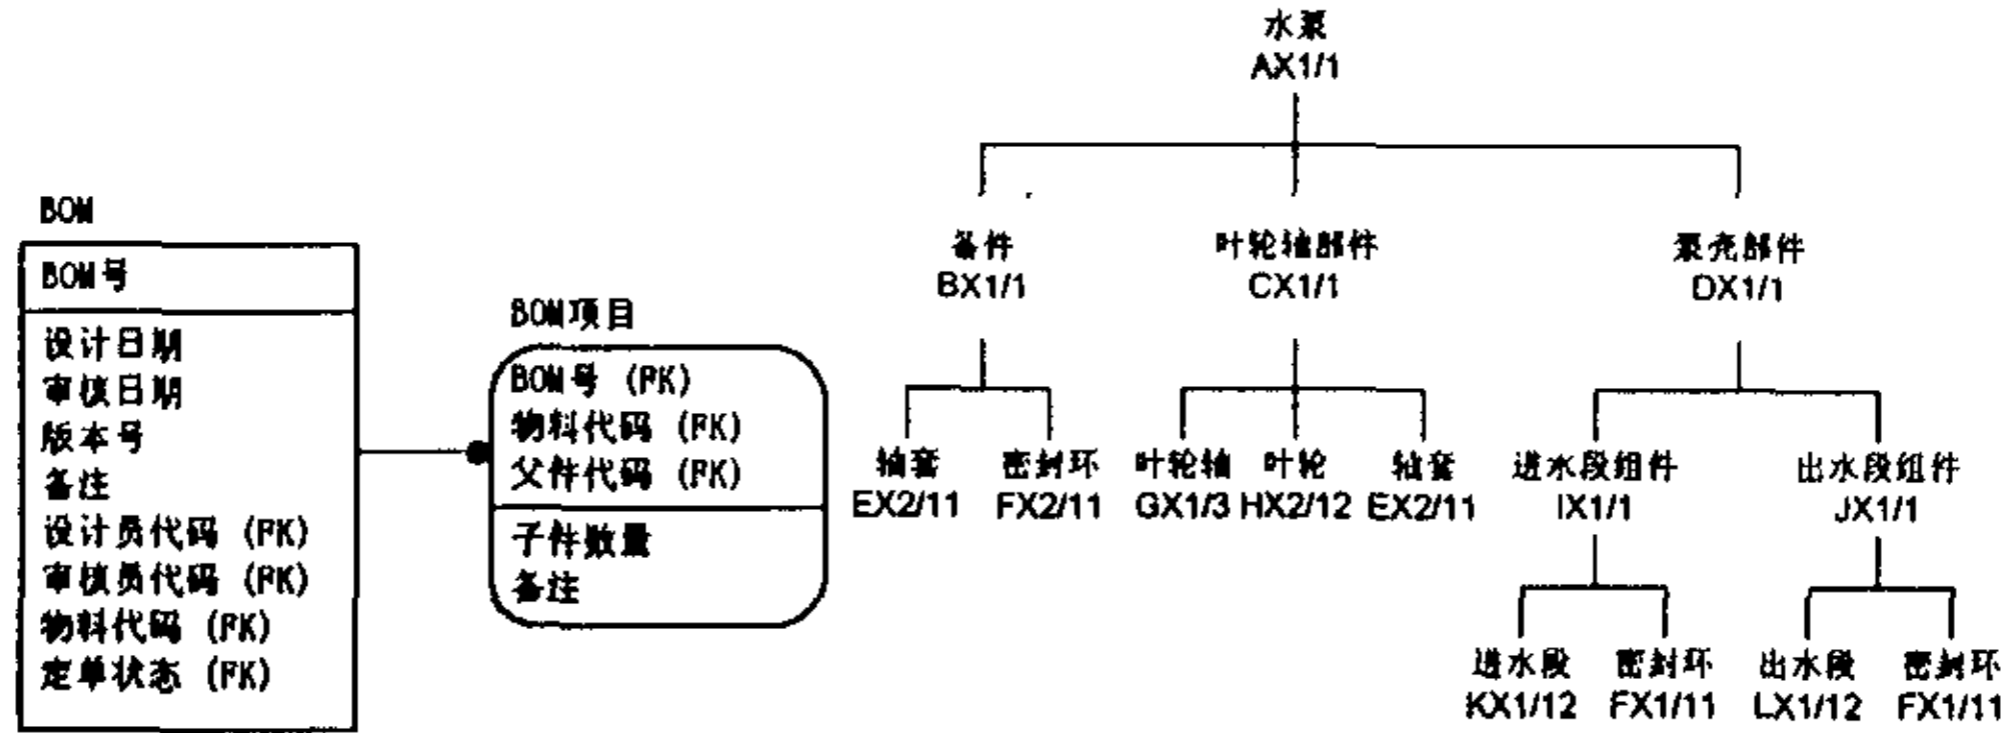 BOM
BOM号
设计日期
审核日期
版本号
备注
设计员代码 (FK)
审核员代码 (FK)
物料代码 (FK)
定单状态 (FK)
BOM项目
BOM号 (FK)
物料代码 (FK)
父件代码 (FK)
子件数量
备注
水泵
AX1/1
备件
BX1/1
叶轮轴部件
CX1/1
泵壳部件
DX1/1
轴套
EX2/11
密封环
FX2/11
叶轮轴
GX1/3
叶轮
HX2/12
轴套
EX2/11
进水段组件
IX1/1
出水段组件
JX1/1
进水段
KX1/12
密封环
FX1/11
出水段
LX1/12
密封环
FX1/11